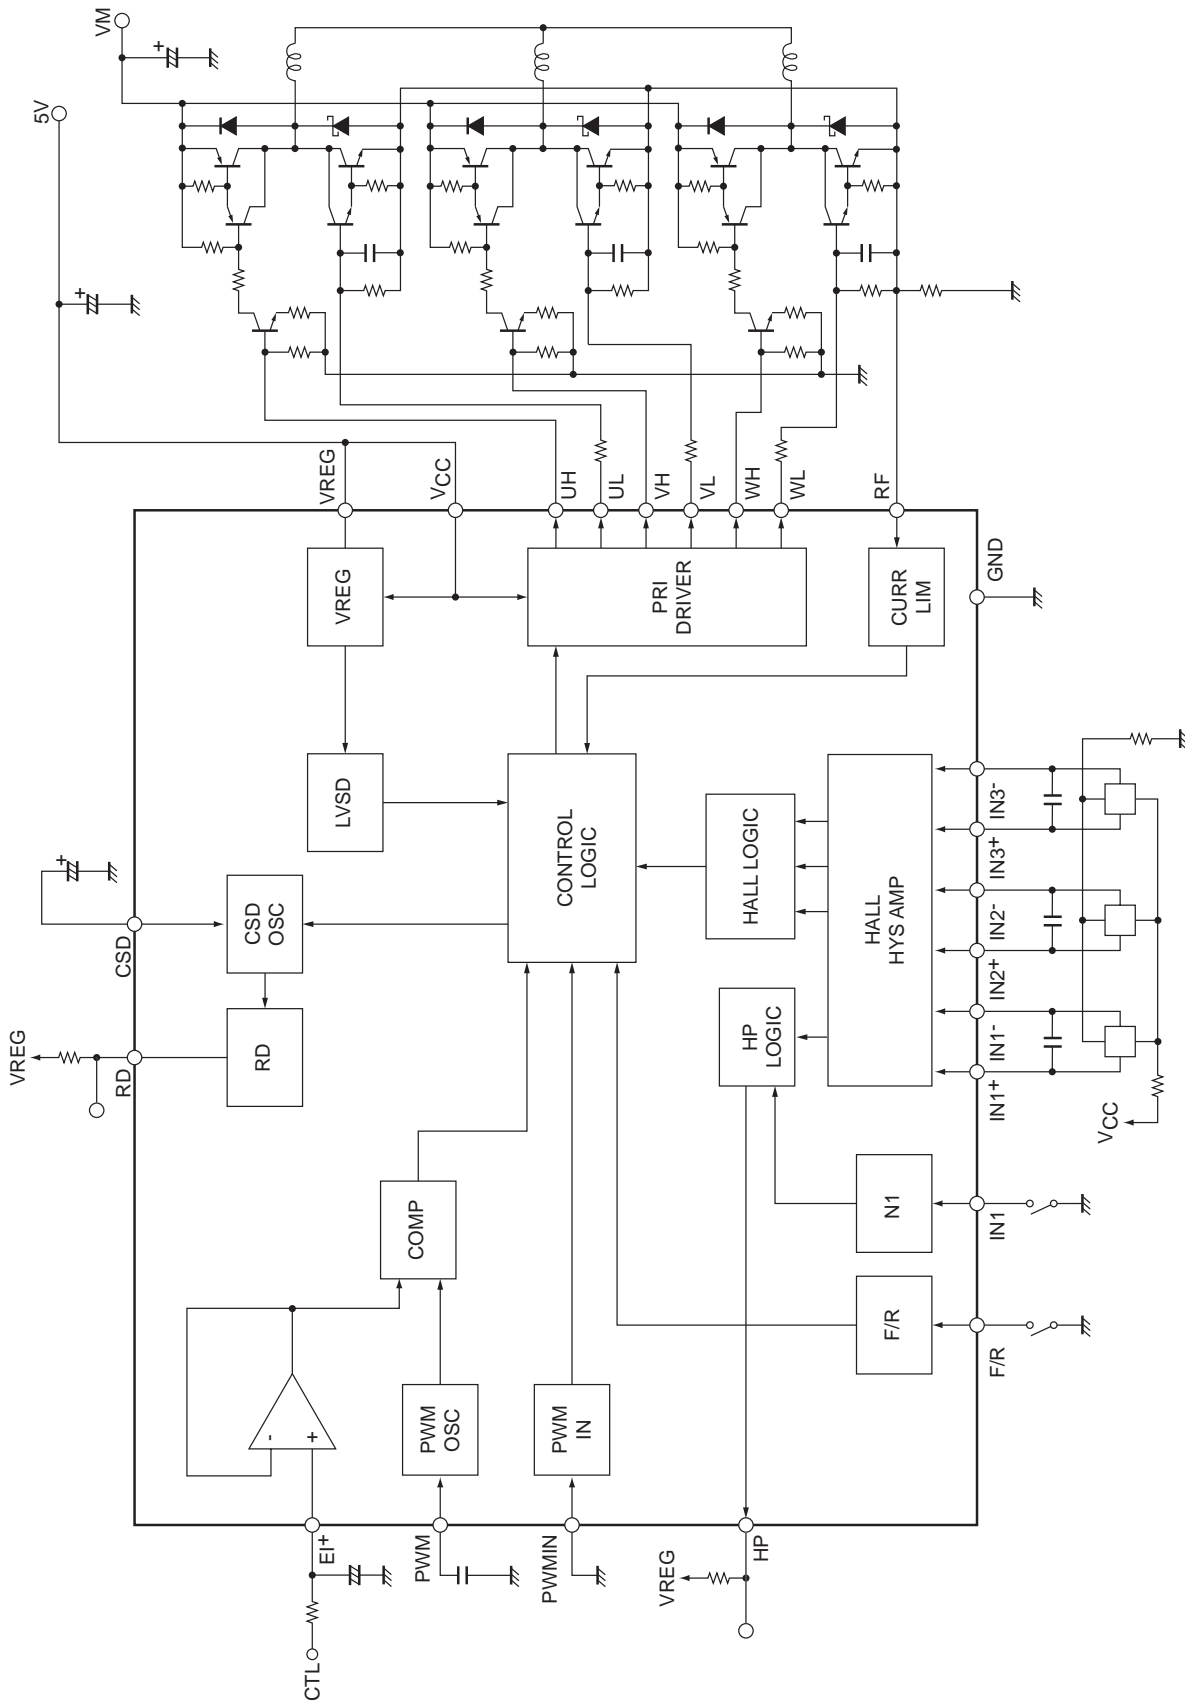 VM
+
5V
+
VREG
VCC
UH
UL
VH
VL
WH
WL
RF
VREG
PRI
DRIVER
CURR
LIM
GND
LVSD
CONTROL
LOGIC
HALL LOGIC
HALL
HYS AMP
HP
LOGIC
+
CSD
CSD
OSC
RD
RD
VREG
IN3-
IN3+
IN2-
IN2+
IN1-
IN1+
VCC
COMP
N1
IN1
F/R
F/R
-
+
PWM
OSC
PWM
IN
EI+
PWM
PWMIN
HP
VREG
CTL